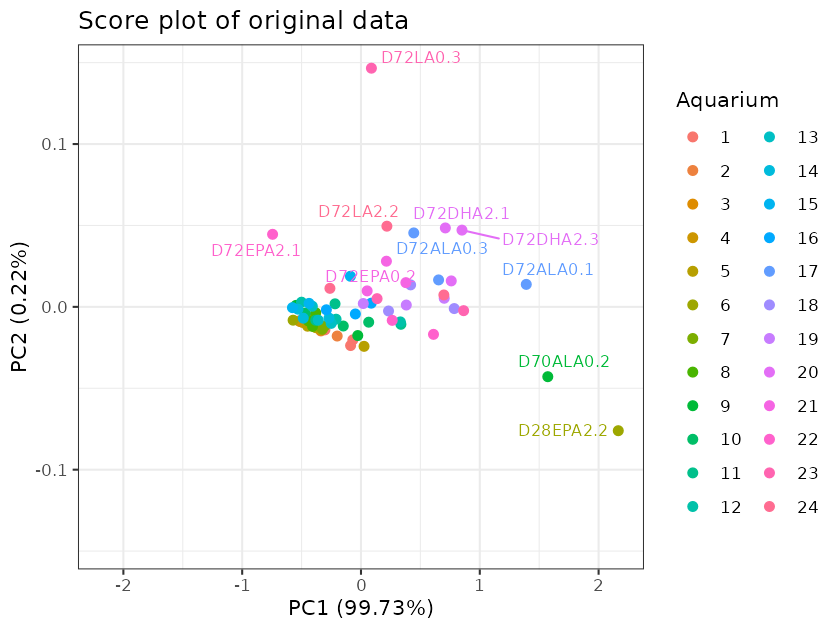 Score plot of original data
D72LA0.3
D72LA2.2
D72DHA2.1
D72DHA2.3
D72EPA2.1
D72ALA0.3
D72ALA0.1
D72EPA0.2
D70ALA0.2
D28EPA2.2
0.1
0.0
-0.1
PC2 (0.22%)
-2
-1
0
1
2
PC1 (99.73%)
Aquarium
1
2
3
4
5
6
7
8
9
10
11
12
13
14
15
16
17
18
19
20
21
22
23
24